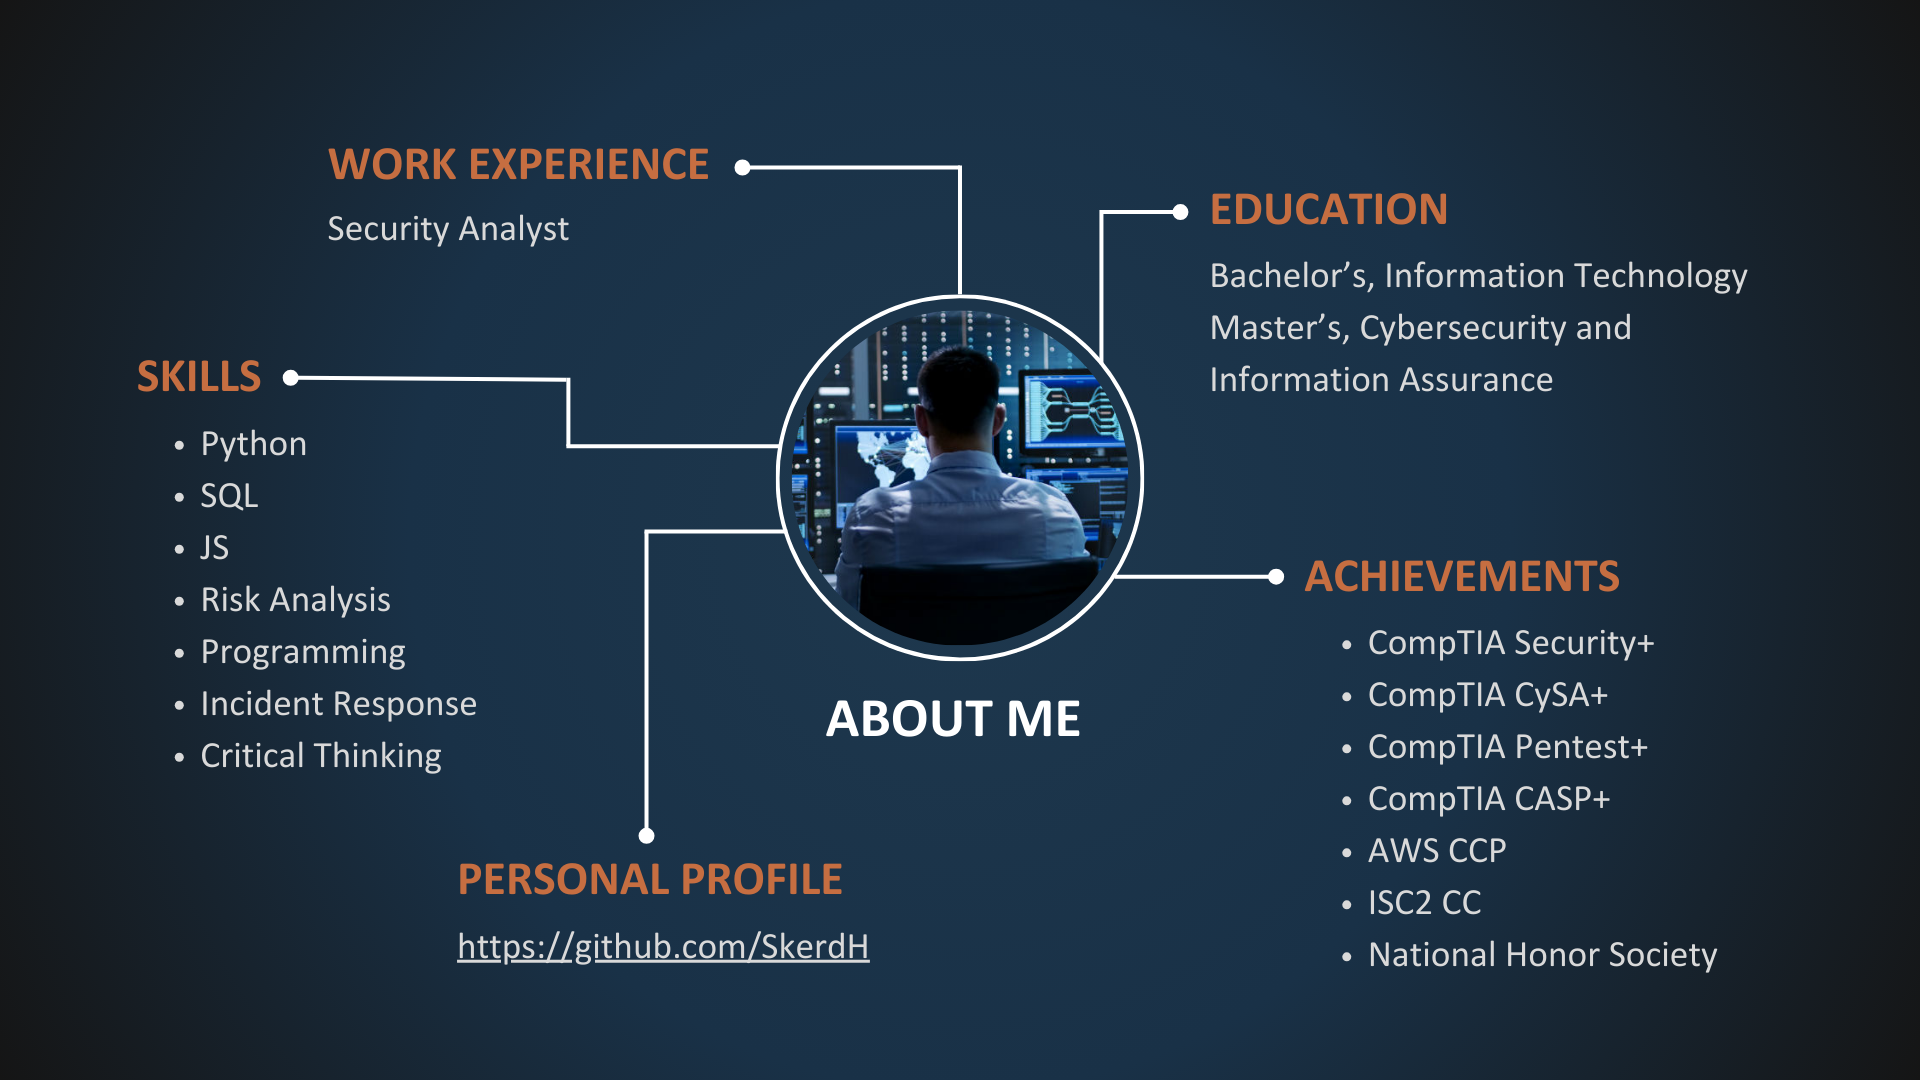 WORK EXPERIENCE
Security Analyst
EDUCATION
Bachelor’s, Information Technology
Master’s, Cybersecurity and
Information Assurance
SKILLS
• Python
• SQL
• JS
• Risk Analysis
• Programming
• Incident Response
• Critical Thinking
ABOUT ME
ACHIEVEMENTS
• CompTIA Security+
• CompTIA CySA+
• CompTIA Pentest+
• CompTIA CASP+
• AWS CCP
• ISC2 CC
• National Honor Society
PERSONAL PROFILE
https://github.com/SkerdH